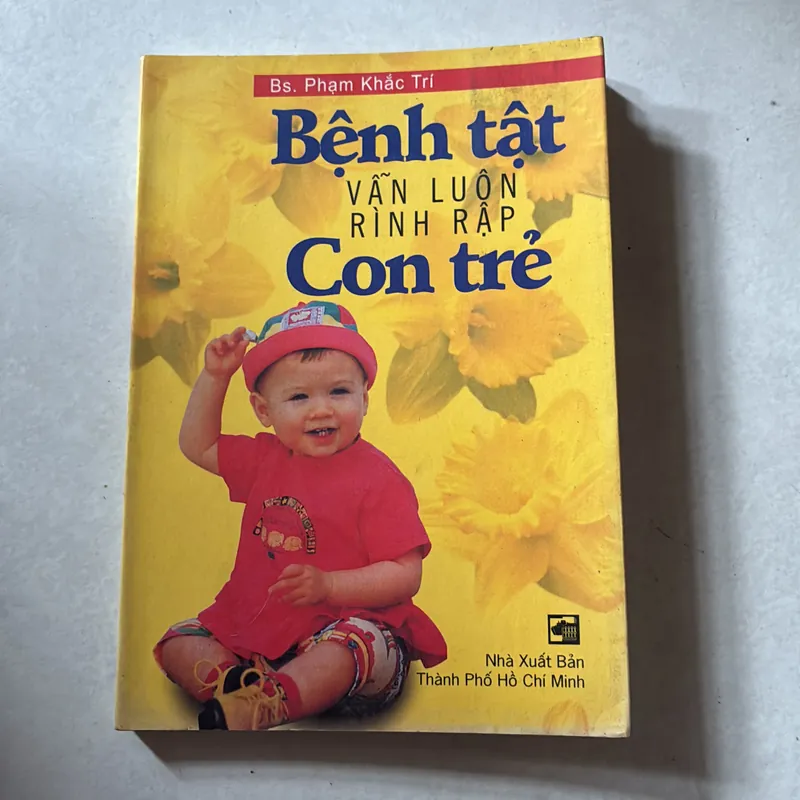 Bs. Phạm Khắc Trí
Bệnh tật
VẪN LUÔN
RÌNH RẬP
Con trẻ
Nhà Xuất Bản
Thành Phố Hồ Chí Minh